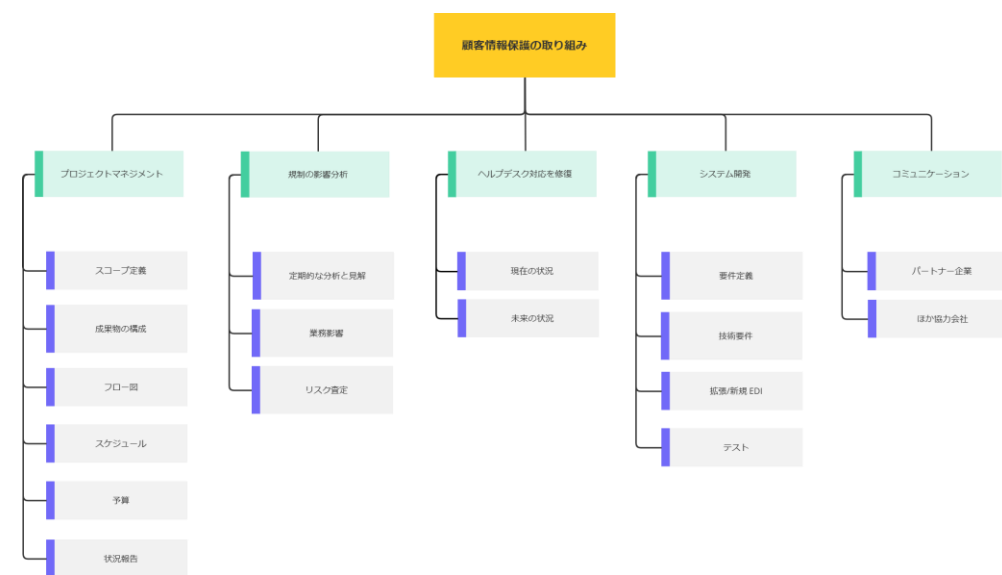 顧客情報保護の取り組み
プロジェクトマネジメント
スコープ定義
成果物の構成
フロー図
スケジュール
予算
状況報告
規制の影響分析
定期的な分析と見解
業務影響
リスク査定
ヘルプデスク対応を修復
現在の状況
未来の状況
システム開発
要件定義
技術要件
拡張/新規 EDI
テスト
コミュニケーション
パートナー企業
ほか協力会社